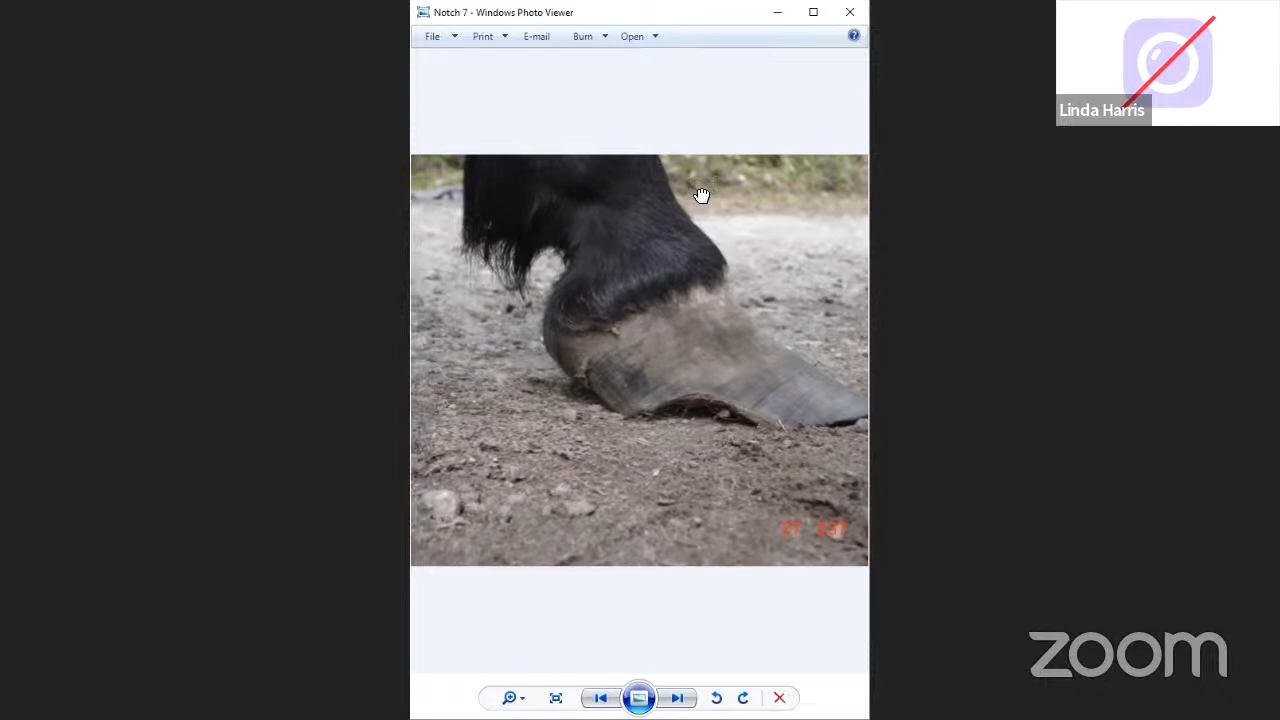 Notch 7 - Windows Photo Viewer
File Print E-mail Burn Open
Linda Harris
zoom